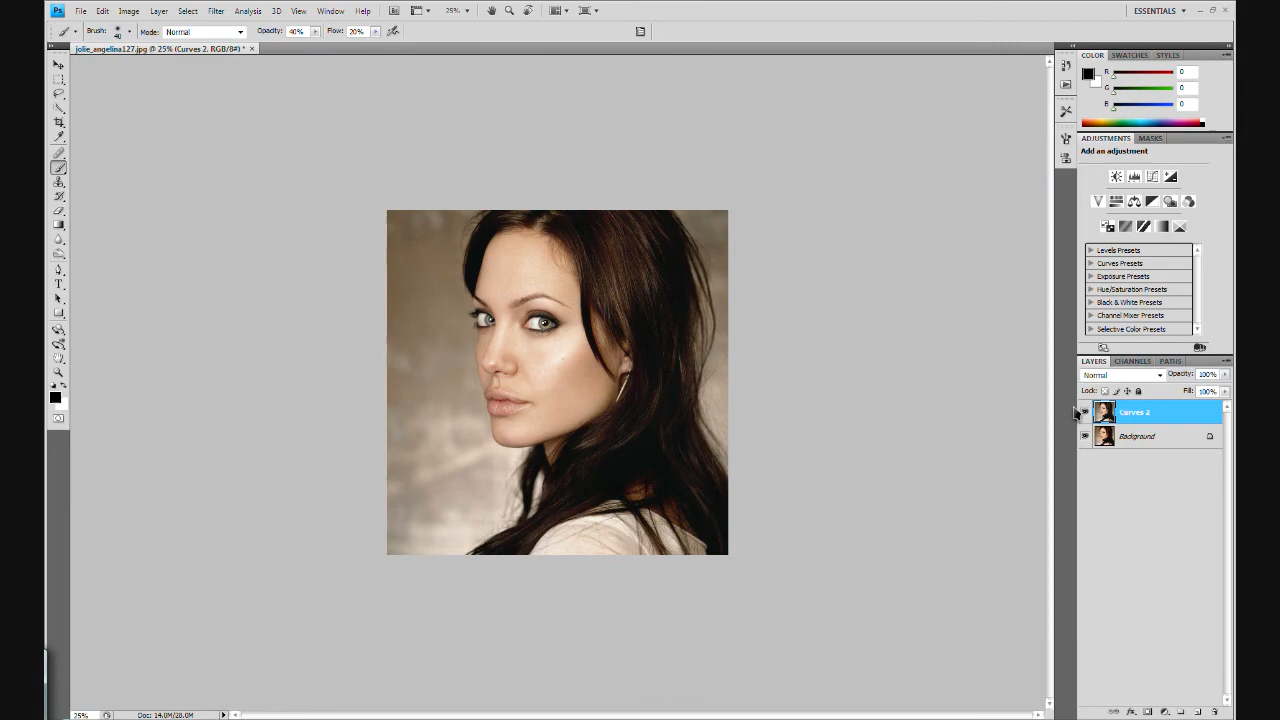 Ps File Edit Image Layer Select Filter Analysis 3D View Window Help 25% ESSENTIALS
Brush: 40 Mode: Normal Opacity: 40% Flow: 20%
jolie_angelina127.jpg @ 25% (Curves 2, RGB/8#) *
COLOR SWATCHES STYLES
R 0
G 0
B 0
ADJUSTMENTS MASKS
Add an adjustment
Levels Presets
Curves Presets
Exposure Presets
Hue/Saturation Presets
Black & White Presets
Channel Mixer Presets
Selective Color Presets
LAYERS CHANNELS PATHS
Normal Opacity: 100%
Lock: Fill: 100%
Curves 2
Background
25% Doc: 14.0M/28.0M